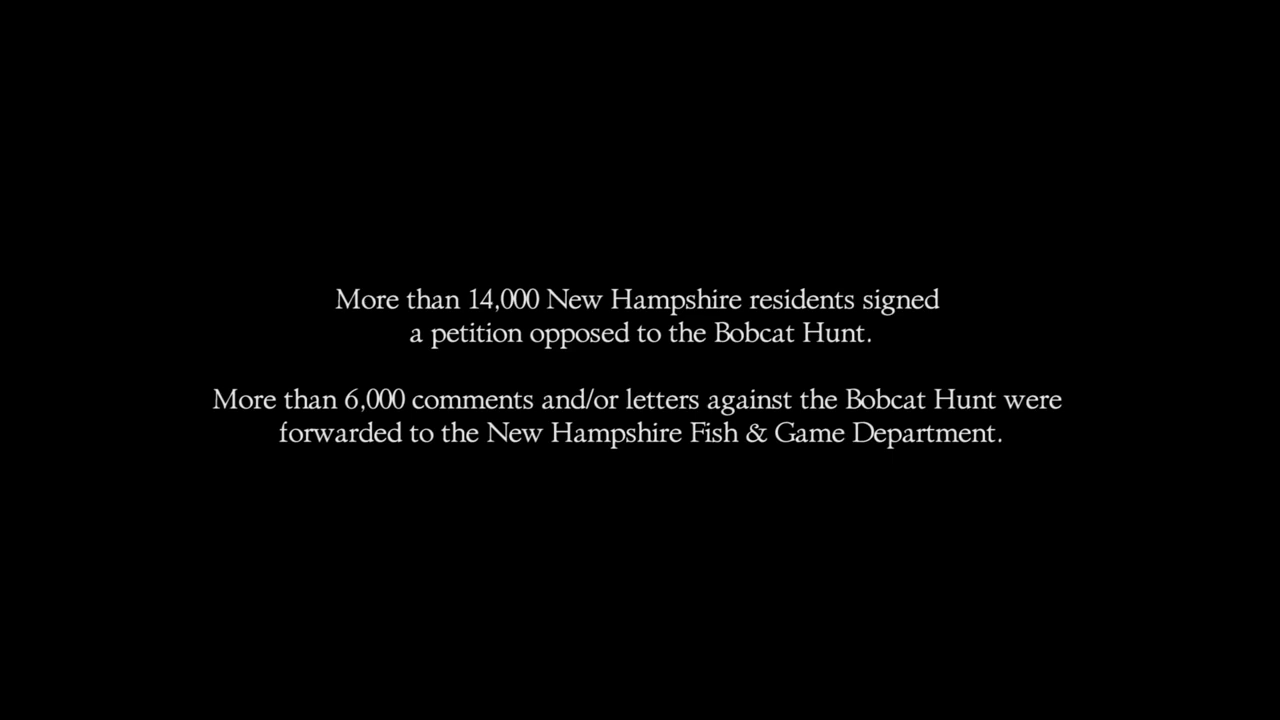 More than 14,000 New Hampshire residents signed
a petition opposed to the Bobcat Hunt.
More than 6,000 comments and/or letters against the Bobcat Hunt were
forwarded to the New Hampshire Fish & Game Department.